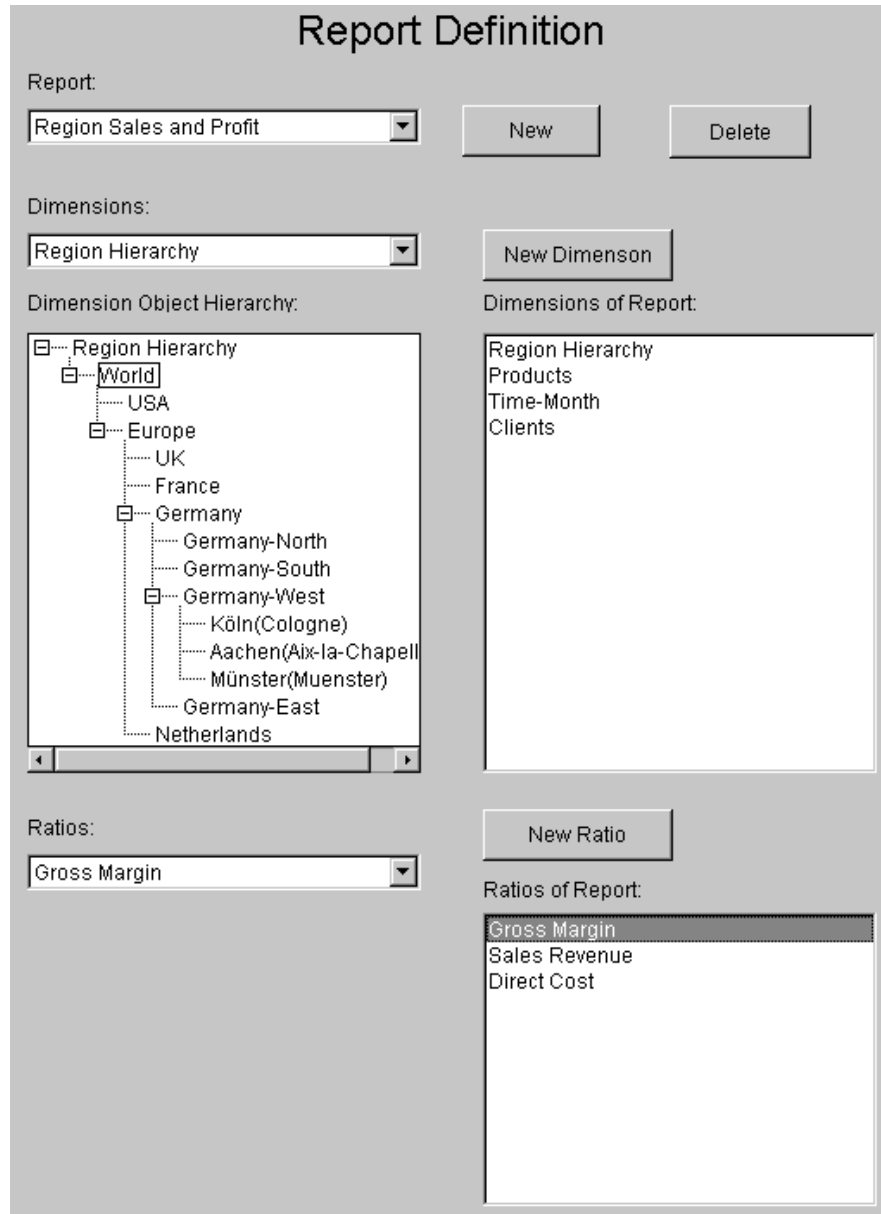 Report Definition
Report:
Region Sales and Profit
New
Delete
Dimensions:
Region Hierarchy
New Dimenson
Dimension Object Hierarchy:
Region Hierarchy
World
USA
Europe
UK
France
Germany
Germany-North
Germany-South
Germany-West
Köln(Cologne)
Aachen(Aix-la-Chapell
Münster(Muenster)
Germany-East
Netherlands
Dimensions of Report:
Region Hierarchy
Products
Time-Month
Clients
Ratios:
Gross Margin
New Ratio
Ratios of Report:
Gross Margin
Sales Revenue
Direct Cost